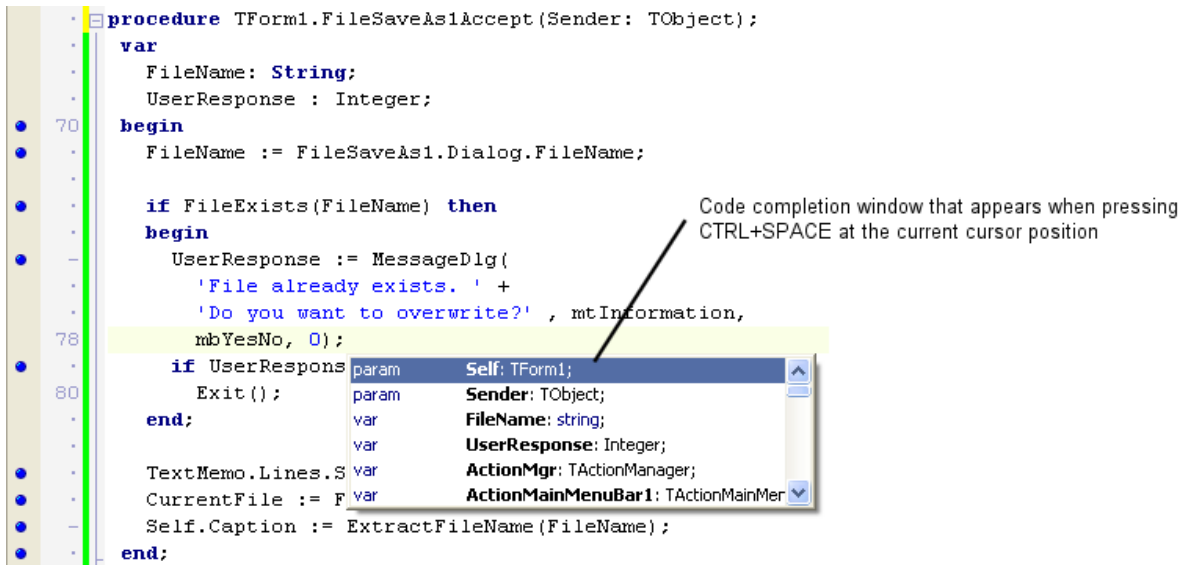 procedure TForm1.FileSaveAs1Accept(Sender: TObject);
var
FileName: String;
UserResponse : Integer;
70 begin
FileName := FileSaveAs1.Dialog.FileName;
if FileExists(FileName) then
begin
UserResponse := MessageDlg(
'File already exists. ' +
'Do you want to overwrite?' , mtInformation,
78 mbYesNo, 0);
if UserRespons
80 Exit();
end;
TextMemo.Lines.S
CurrentFile := F
Self.Caption := ExtractFileName(FileName);
end;
Code completion window that appears when pressing
CTRL+SPACE at the current cursor position
param Self: TForm1;
param Sender: TObject;
var FileName: string;
var UserResponse: Integer;
var ActionMgr: TActionManager;
var ActionMainMenuBar1: TActionMainMer